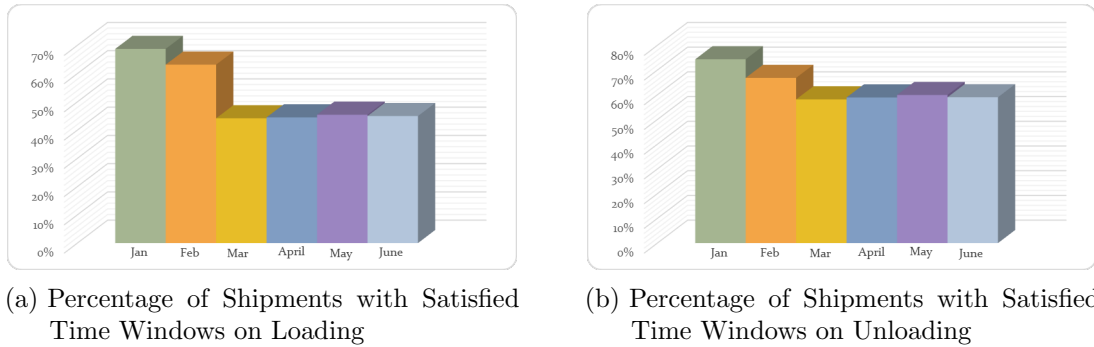 70%
60%
50%
40%
30%
20%
10%
0%
Jan Feb Mar April May June
80%
70%
60%
50%
40%
30%
20%
10%
0%
Jan Feb Mar April May June
(a) Percentage of Shipments with Satisfied
Time Windows on Loading
(b) Percentage of Shipments with Satisfied
Time Windows on Unloading